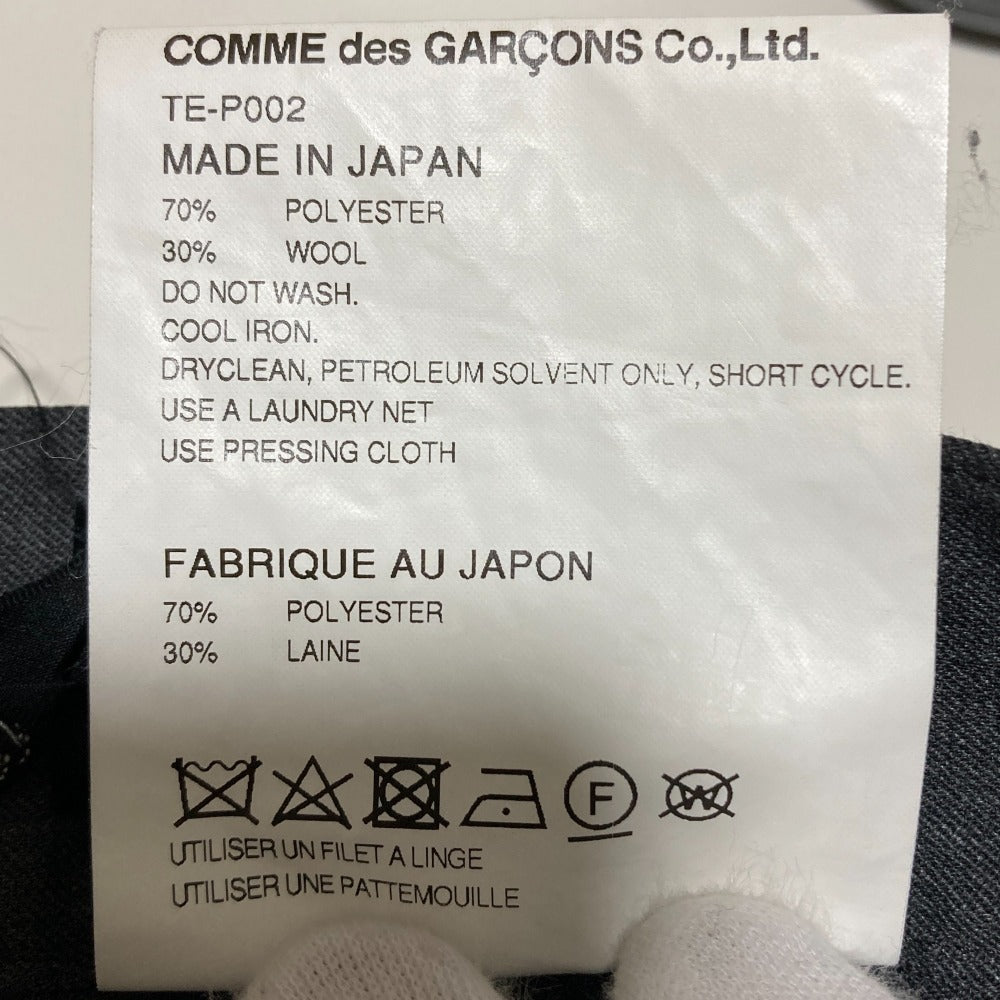 COMME des GARÇONS Co.,Ltd.
TE-P002
MADE IN JAPAN
70% POLYESTER
30% WOOL
DO NOT WASH.
COOL IRON.
DRYCLEAN, PETROLEUM SOLVENT ONLY, SHORT CYCLE.
USE A LAUNDRY NET
USE PRESSING CLOTH
FABRIQUE AU JAPON
70% POLYESTER
30% LAINE
F W
UTILISER UN FILET A LINGE
UTILISER UNE PATTEMOUILLE